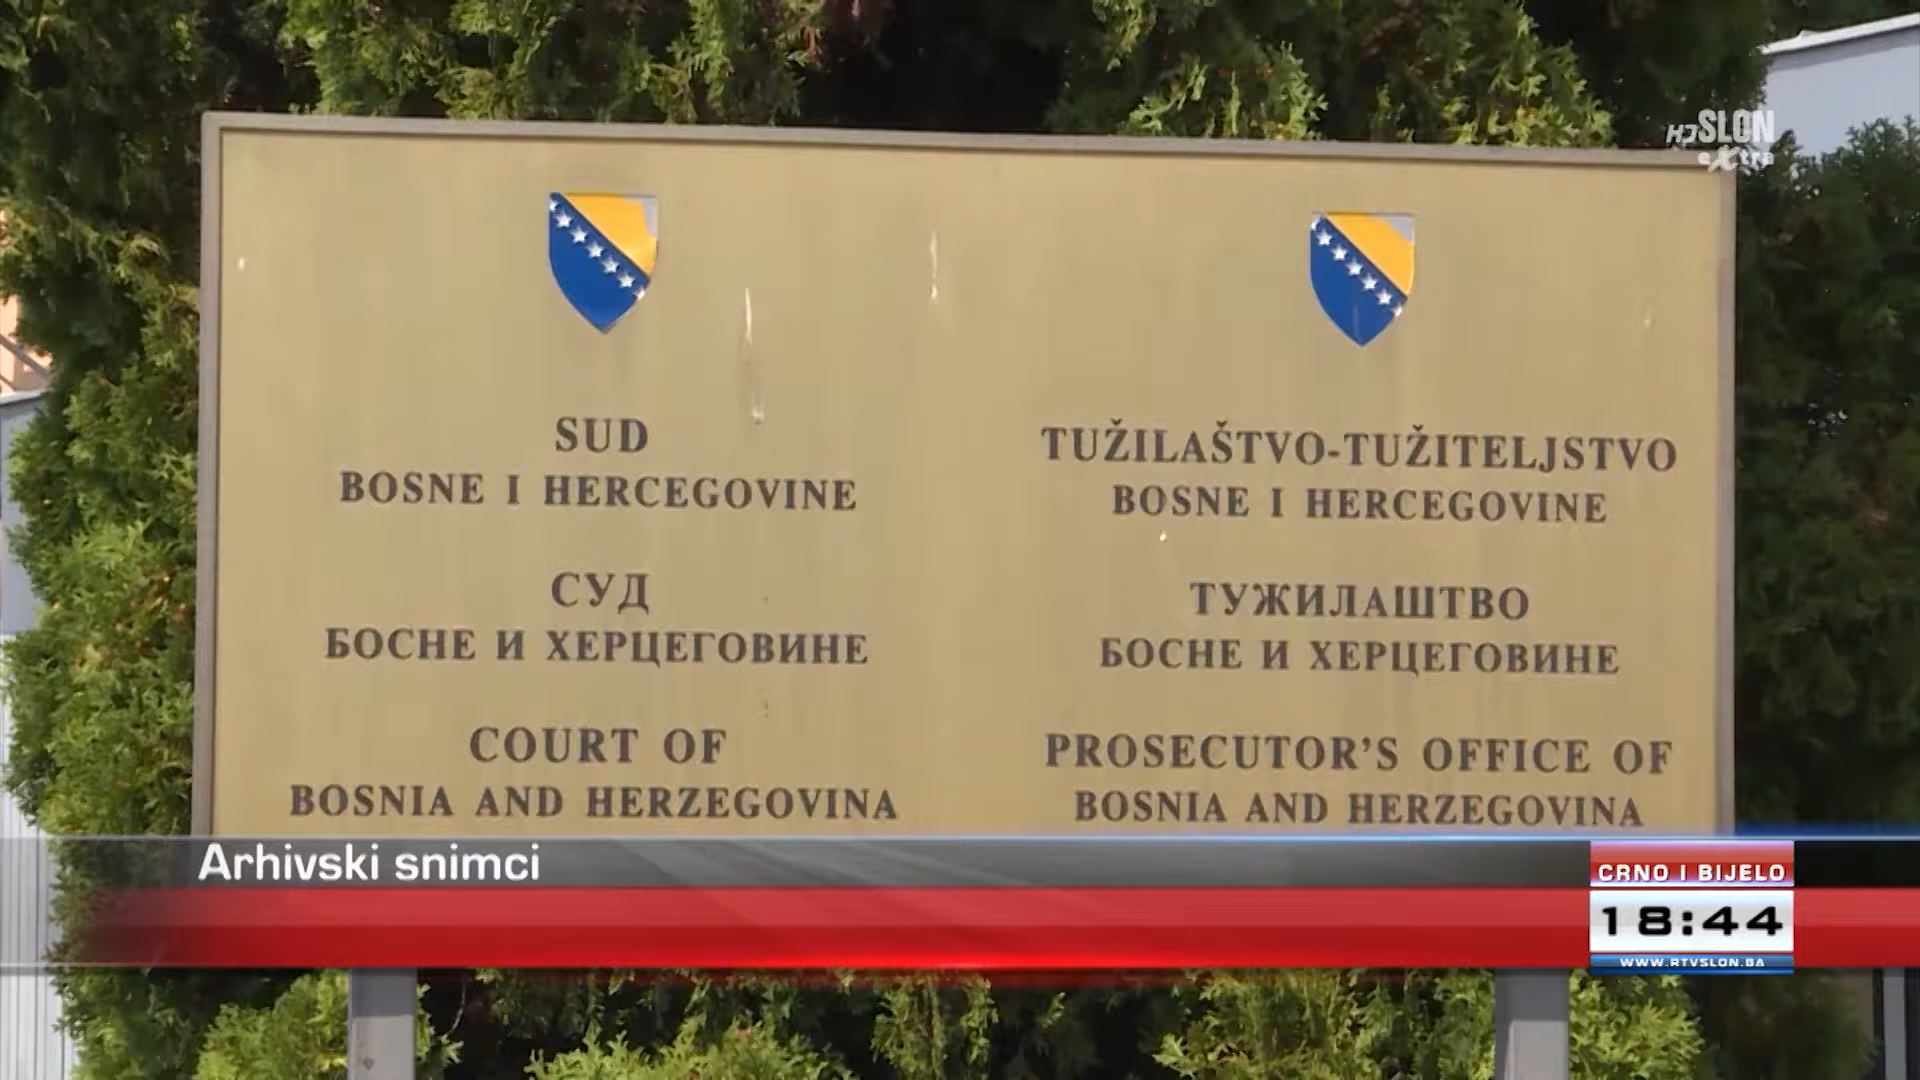 HD SLON
extra
SUD
BOSNE I HERCEGOVINE
СУД
БОСНЕ И ХЕРЦЕГОВИНЕ
COURT OF
BOSNIA AND HERZEGOVINA
TUŽILAŠTVO-TUŽITELJSTVO
BOSNE I HERCEGOVINE
ТУЖИЛАШТВО
БОСНЕ И ХЕРЦЕГОВИНЕ
PROSECUTOR'S OFFICE OF
BOSNIA AND HERZEGOVINA
Arhivski snimci
CRNO I BIJELO
18:44
WWW.RTVSLON.BA